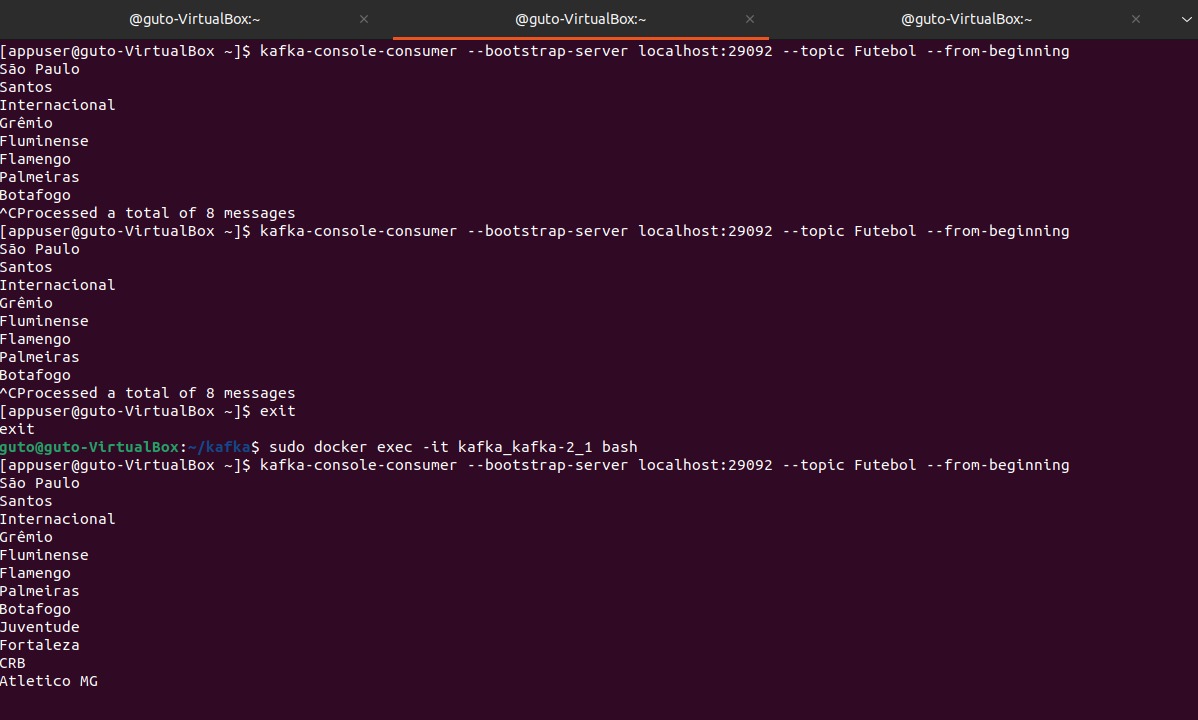 @guto-VirtualBox:~ × @guto-VirtualBox:~ × @guto-VirtualBox:~ ×
[appuser@guto-VirtualBox ~]$ kafka-console-consumer --bootstrap-server localhost:29092 --topic Futebol --from-beginning
São Paulo
Santos
Internacional
Grêmio
Fluminense
Flamengo
Palmeiras
Botafogo
^CProcessed a total of 8 messages
[appuser@guto-VirtualBox ~]$ kafka-console-consumer --bootstrap-server localhost:29092 --topic Futebol --from-beginning
São Paulo
Santos
Internacional
Grêmio
Fluminense
Flamengo
Palmeiras
Botafogo
^CProcessed a total of 8 messages
[appuser@guto-VirtualBox ~]$ exit
exit
guto@guto-VirtualBox:~/kafka$ sudo docker exec -it kafka_kafka-2_1 bash
[appuser@guto-VirtualBox ~]$ kafka-console-consumer --bootstrap-server localhost:29092 --topic Futebol --from-beginning
São Paulo
Santos
Internacional
Grêmio
Fluminense
Flamengo
Palmeiras
Botafogo
Juventude
Fortaleza
CRB
Atletico MG